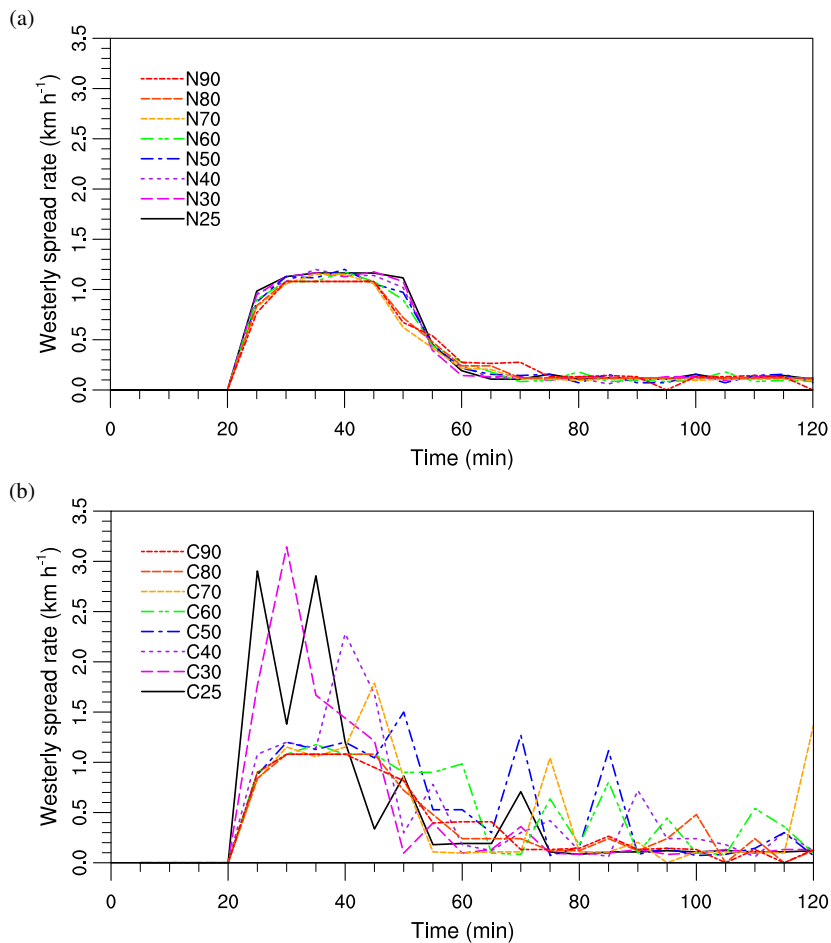 (a)
Westerly spread rate (km h⁻¹)
3.5
3.0
2.5
2.0
1.5
1.0
0.5
0.0
N90
N80
N70
N60
N50
N40
N30
N25
0 20 40 60 80 100 120
Time (min)
(b)
Westerly spread rate (km h⁻¹)
3.5
3.0
2.5
2.0
1.5
1.0
0.5
0.0
C90
C80
C70
C60
C50
C40
C30
C25
0 20 40 60 80 100 120
Time (min)